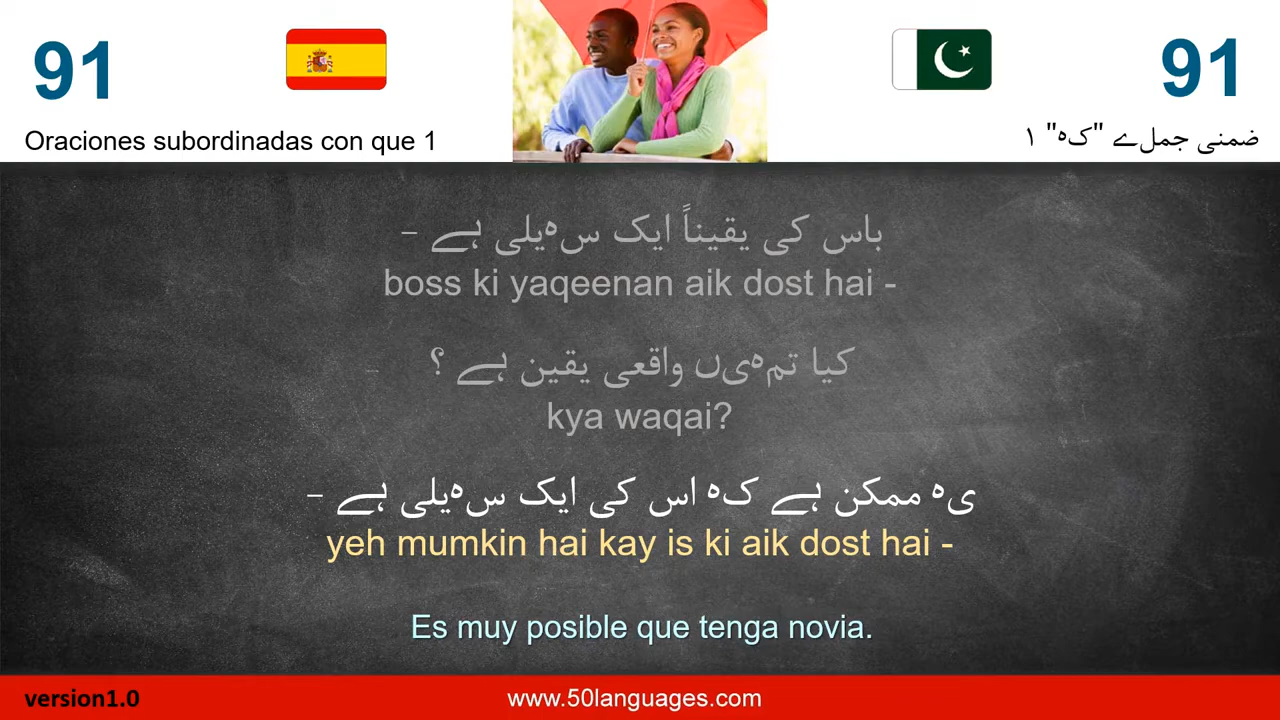 91
91
Oraciones subordinadas con que 1
ضمنی جملے "کہ" ۱
باس کی یقیناً ایک سہیلی ہے –
boss ki yaqeenan aik dost hai -
کیا تمہیں واقعی یقین ہے ؟
kya waqai?
یہ ممکن ہے کہ اس کی ایک سہیلی ہے –
yeh mumkin hai kay is ki aik dost hai -
Es muy posible que tenga novia.
version1.0
www.50languages.com